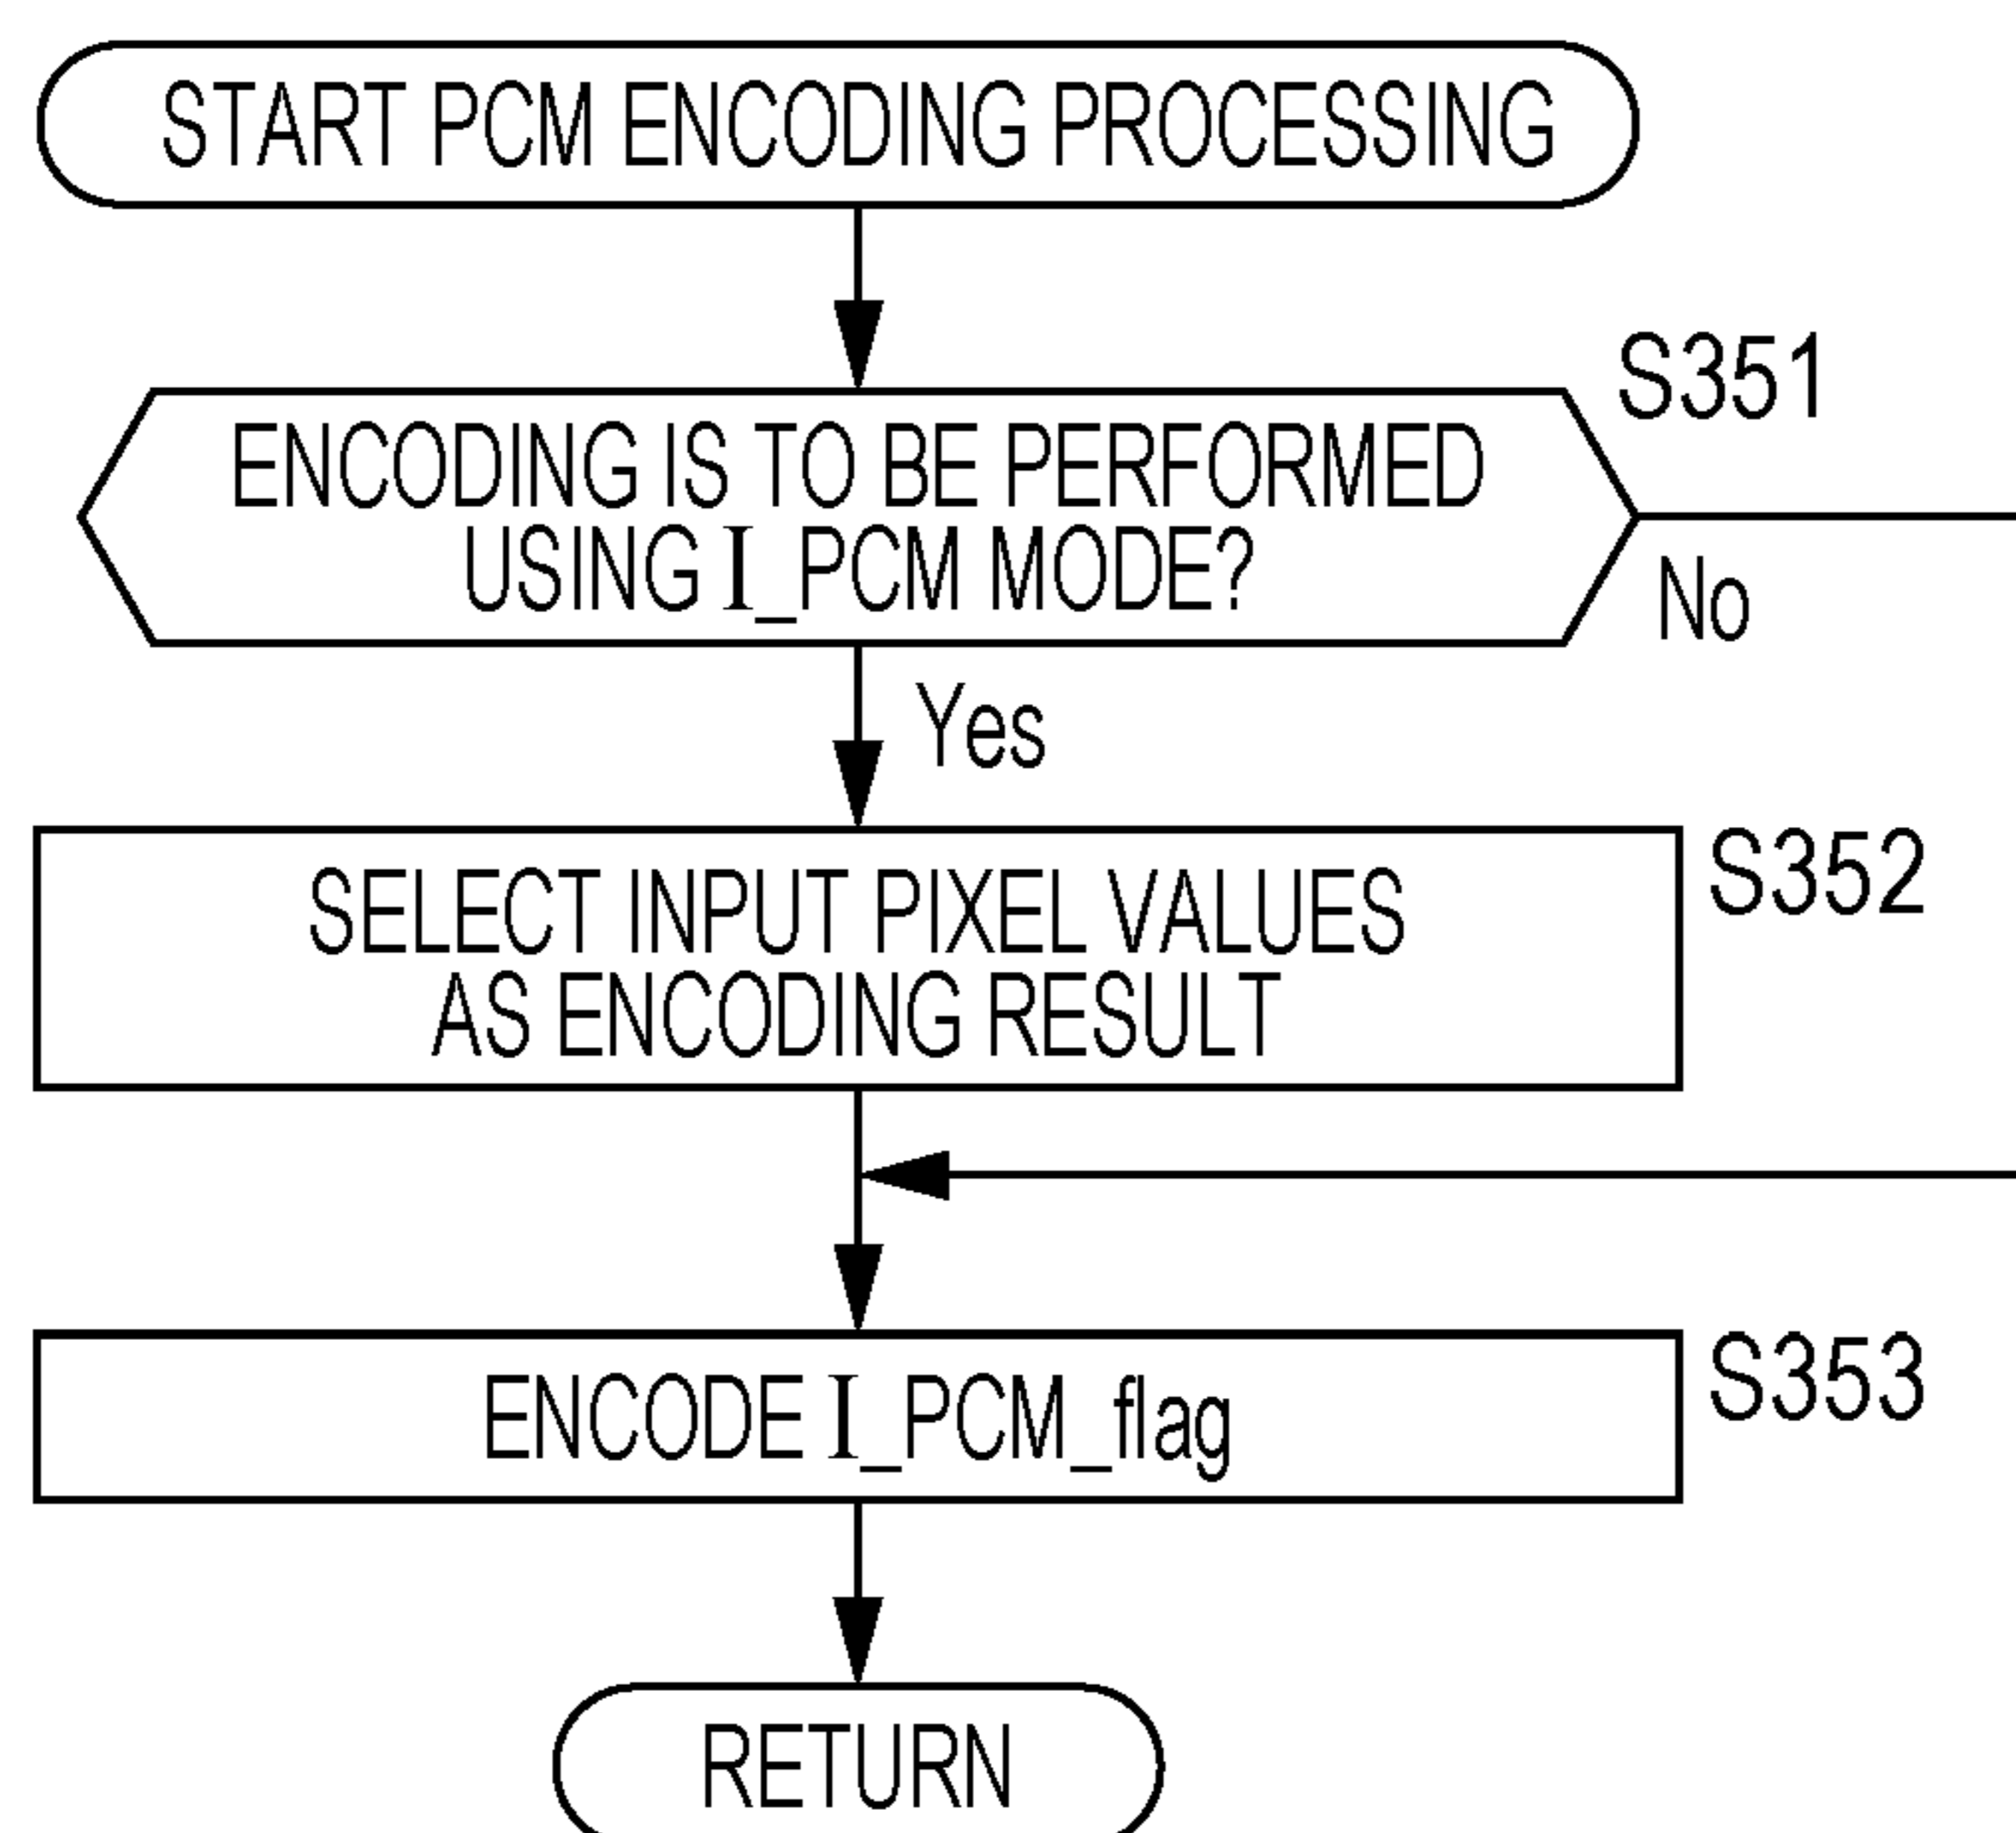 START PCM ENCODING PROCESSING
S351
ENCODING IS TO BE PERFORMED
USING I_PCM MODE?
No
Yes
S352
SELECT INPUT PIXEL VALUES
AS ENCODING RESULT
S353
ENCODE I_PCM_flag
RETURN